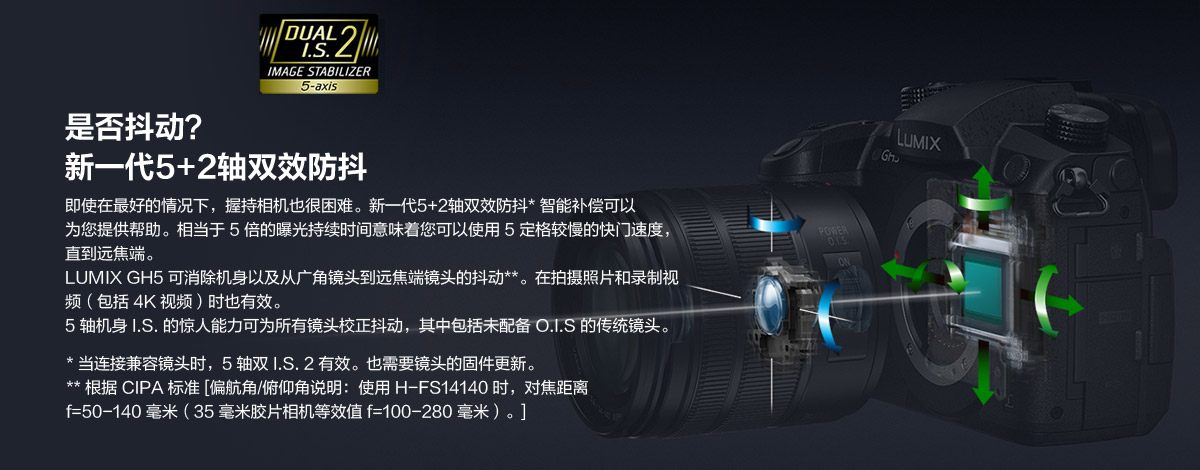 DUAL
I.S. 2
IMAGE STABILIZER
5-axis
是否抖动？
新一代5+2轴双效防抖
即使在最好的情况下，握持相机也很困难。新一代5+2轴双效防抖* 智能补偿可以
为您提供帮助。相当于 5 倍的曝光持续时间意味着您可以使用 5 定格较慢的快门速度，
直到远焦端。
LUMIX GH5 可消除机身以及从广角镜头到远焦端镜头的抖动**。在拍摄照片和录制视
频（包括 4K 视频）时也有效。
5 轴机身 I.S. 的惊人能力可为所有镜头校正抖动，其中包括未配备 O.I.S 的传统镜头。
* 当连接兼容镜头时，5 轴双 I.S. 2 有效。也需要镜头的固件更新。
** 根据 CIPA 标准 [偏航角/俯仰角说明：使用 H-FS14140 时，对焦距离
f=50-140 毫米（35 毫米胶片相机等效值 f=100-280 毫米）。]
LUMIX
GH5
POWER
O.I.S.
ON